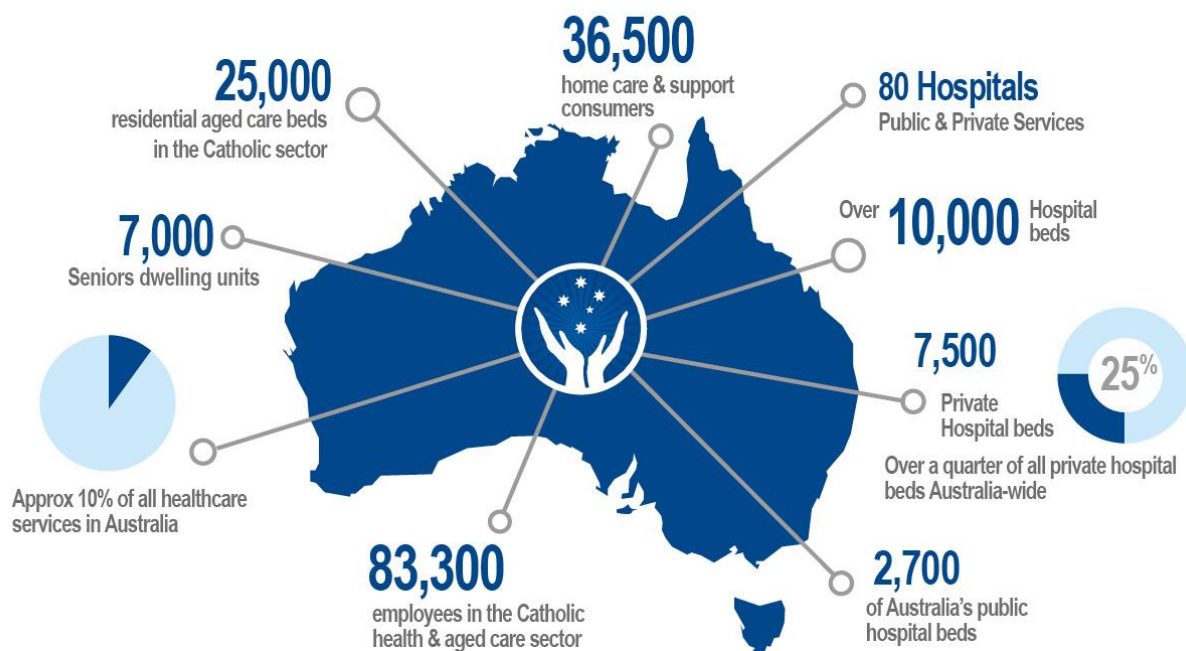 36,500
home care & support
consumers
25,000
residential aged care beds
in the Catholic sector
80 Hospitals
Public & Private Services
7,000
Seniors dwelling units
Over 10,000 Hospital
beds
7,500
Private
Hospital beds
25%
Over a quarter of all private hospital
beds Australia-wide
Approx 10% of all healthcare
services in Australia
83,300
employees in the Catholic
health & aged care sector
2,700
of Australia's public
hospital beds